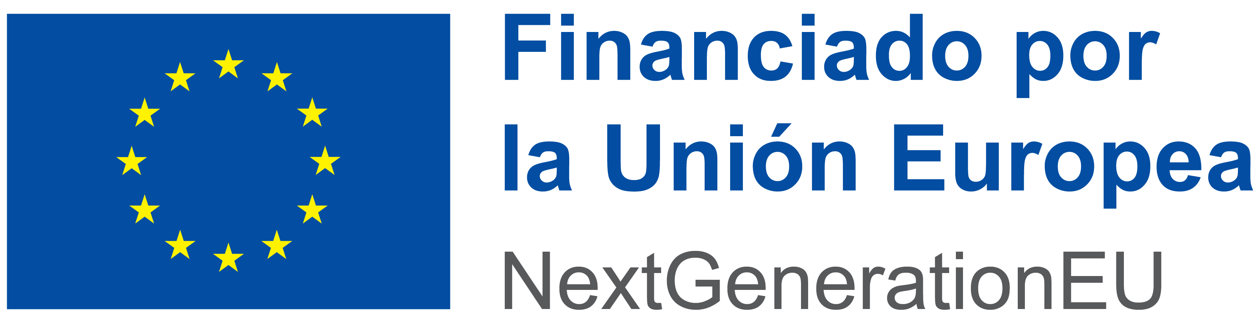 Financiado por
la Unión Europea
NextGenerationEU